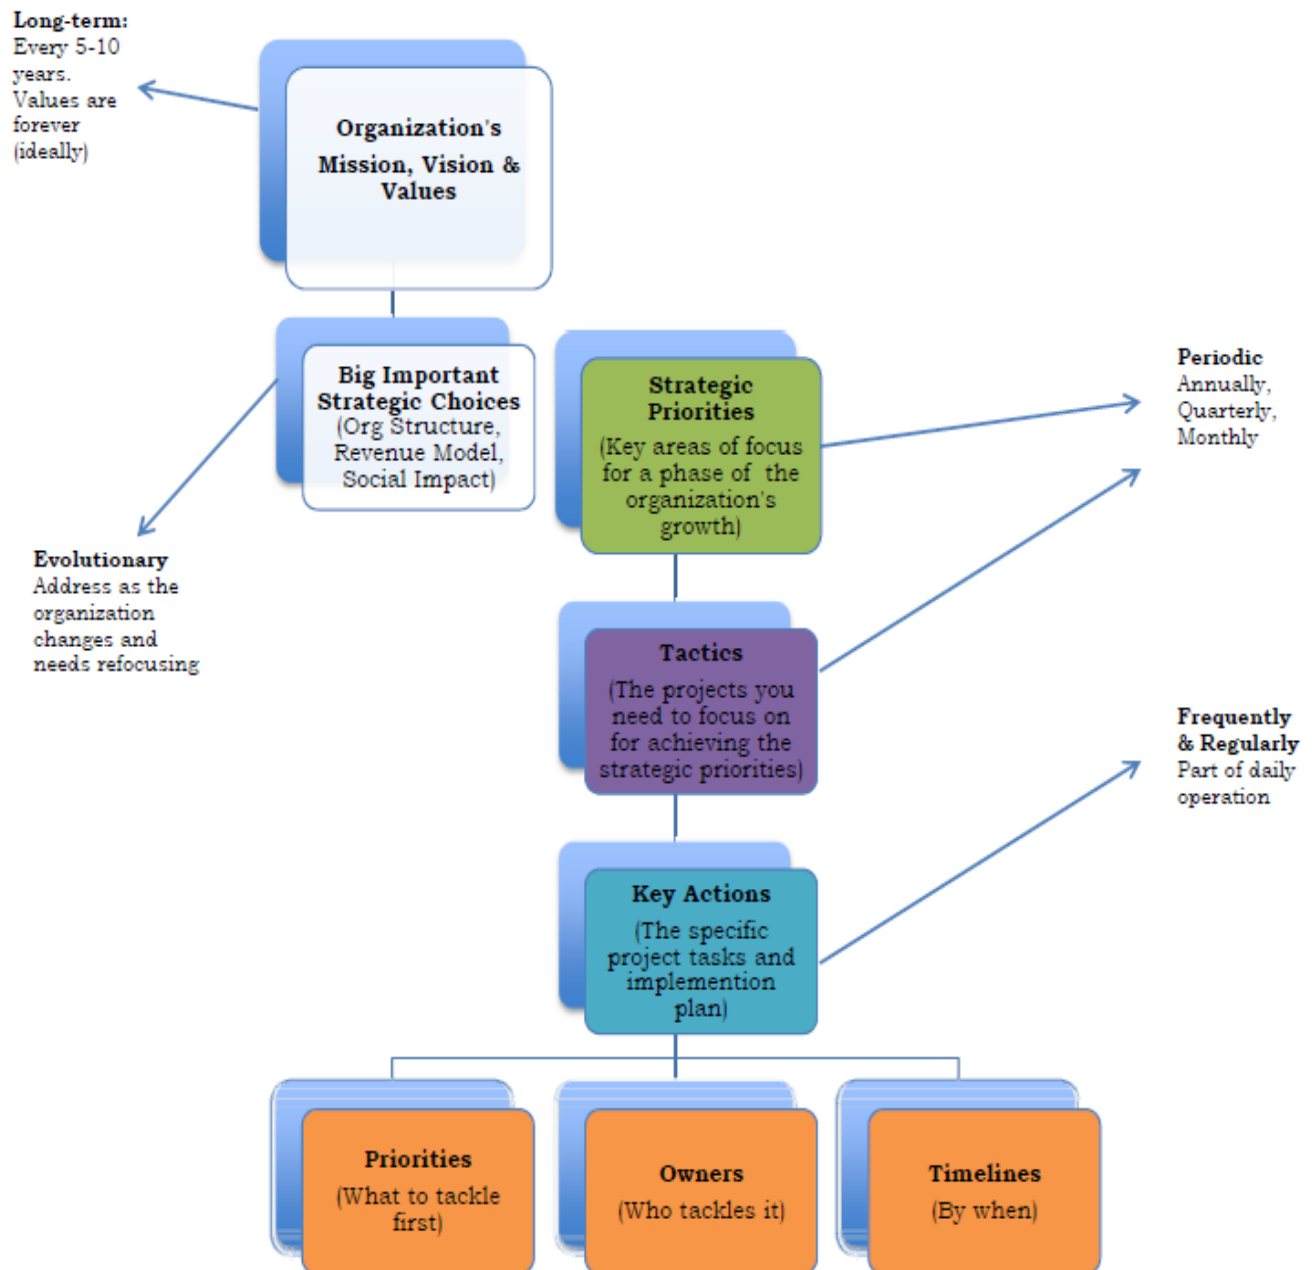 Long-term:
Every 5-10
years.
Values are
forever
(ideally)
Organization's
Mission, Vision &
Values
Big Important
Strategic Choices
(Org Structure,
Revenue Model,
Social Impact)
Evolutionary
Address as the
organization
changes and
needs refocusing
Strategic
Priorities
(Key areas of focus
for a phase of the
organization's
growth)
Periodic
Annually,
Quarterly,
Monthly
Tactics
(The projects you
need to focus on
for achieving the
strategic priorities)
Frequently
& Regularly
Part of daily
operation
Key Actions
(The specific
project tasks and
implemention
plan)
Priorities
(What to tackle
first)
Owners
(Who tackles it)
Timelines
(By when)